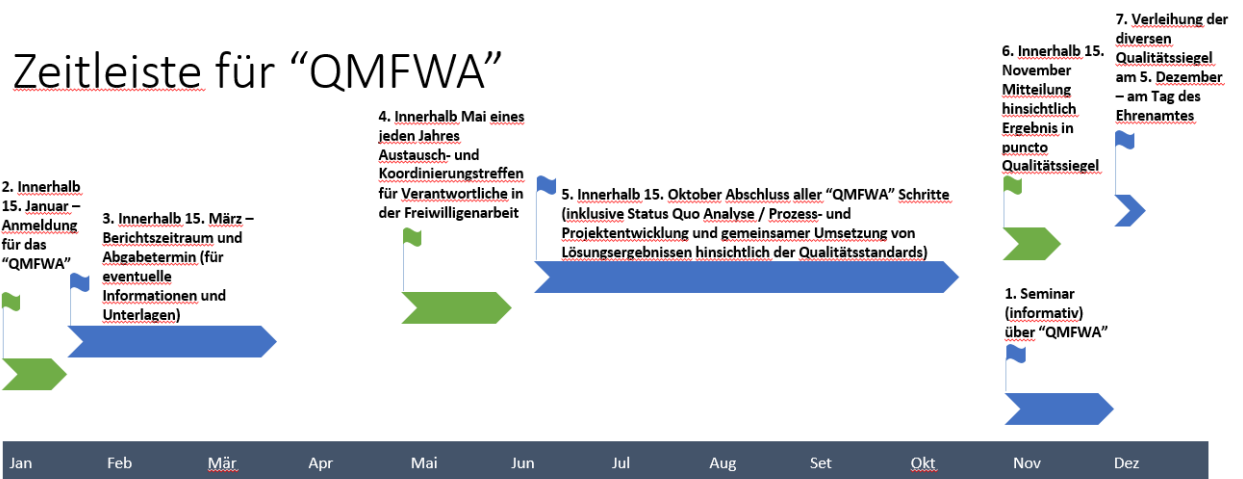 Zeitleiste für “QMFWA”
2. Innerhalb
15. Januar –
Anmeldung
für das
“QMFWA”
3. Innerhalb 15. März –
Berichtszeitraum und
Abgabetermin (für
eventuelle
Informationen und
Unterlagen)
4. Innerhalb Mai eines
jeden Jahres
Austausch- und
Koordinierungstreffen
für Verantwortliche in
der Freiwilligenarbeit
5. Innerhalb 15. Oktober Abschluss aller “QMFWA” Schritte
(inklusive Status Quo Analyse / Prozess- und
Projektentwicklung und gemeinsamer Umsetzung von
Lösungsergebnissen hinsichtlich der Qualitätsstandards)
6. Innerhalb 15.
November
Mitteilung
hinsichtlich
Ergebnis in
puncto
Qualitätssiegel
7. Verleihung der
diversen
Qualitätssiegel
am 5. Dezember
– am Tag des
Ehrenamtes
1. Seminar
(informativ)
über “QMFWA”
Jan Feb Mär Apr Mai Jun Jul Aug Set Okt Nov Dez